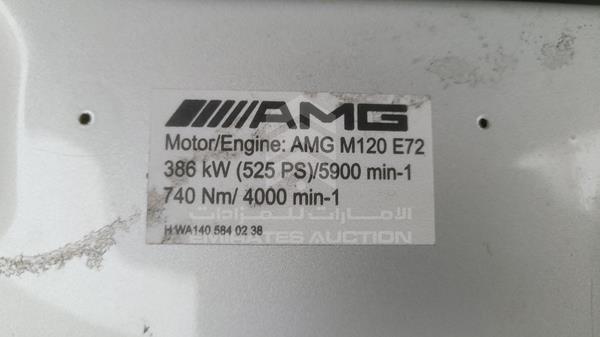 AMG
Motor/Engine: AMG M120 E72
386 kW (525 PS)/5900 min-1
740 Nm/ 4000 min-1
الامارات للمزادات
EMIRATES AUCTION
H WA140 584 02 38